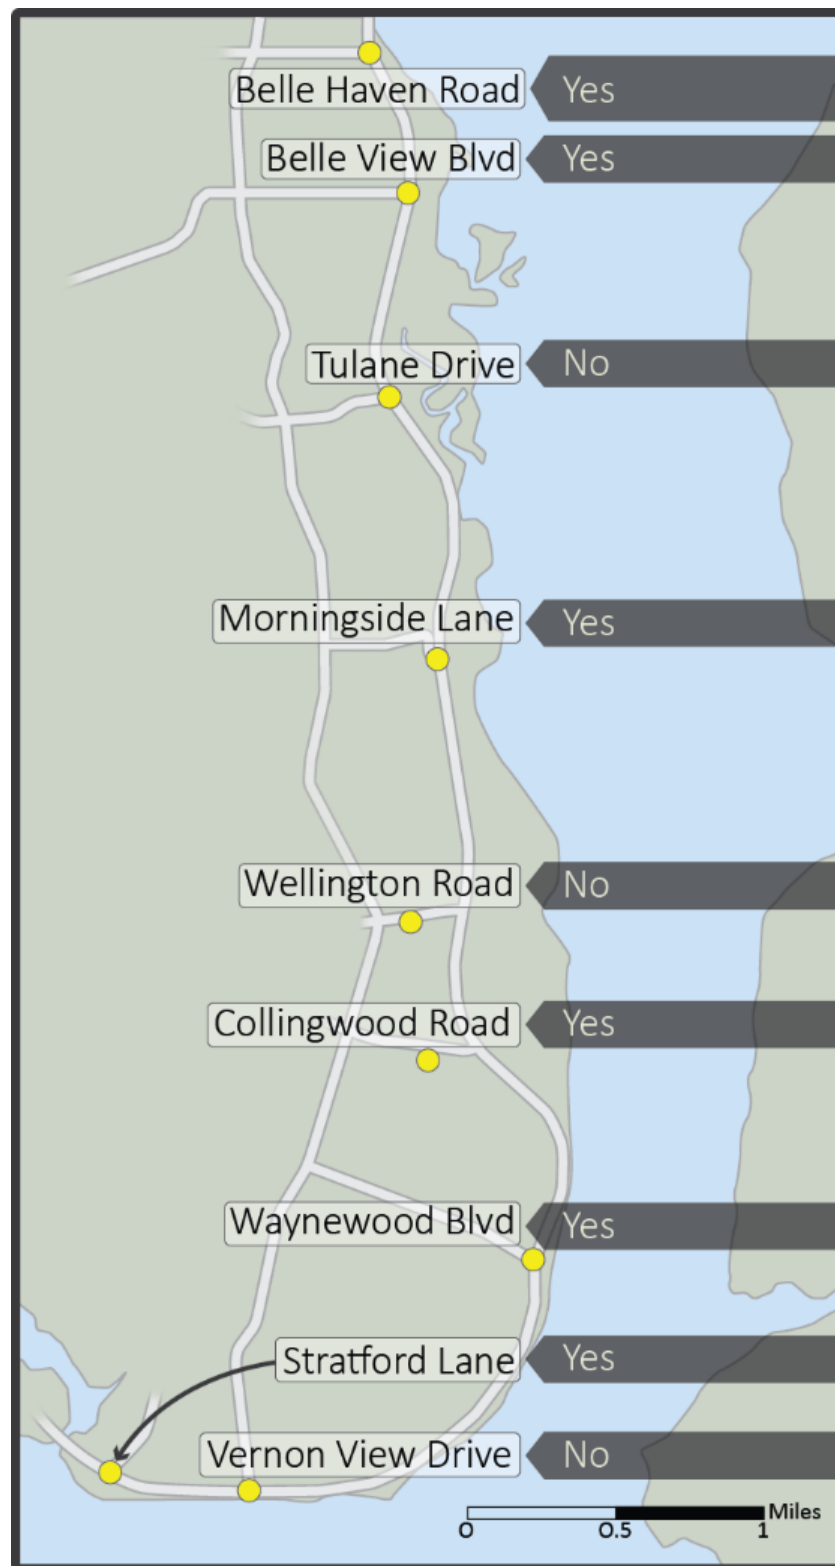 Belle Haven Road Yes
Belle View Blvd Yes
Tulane Drive No
Morningside Lane Yes
Wellington Road No
Collingwood Road Yes
Waynewood Blvd Yes
Stratford Lane Yes
Vernon View Drive No
Miles
0 0.5 1